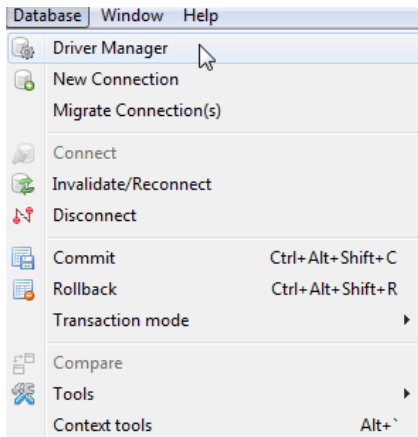 Database Window Help
Driver Manager
New Connection
Migrate Connection(s)
Connect
Invalidate/Reconnect
Disconnect
Commit Ctrl+Alt+Shift+C
Rollback Ctrl+Alt+Shift+R
Transaction mode
Compare
Tools
Context tools Alt+`